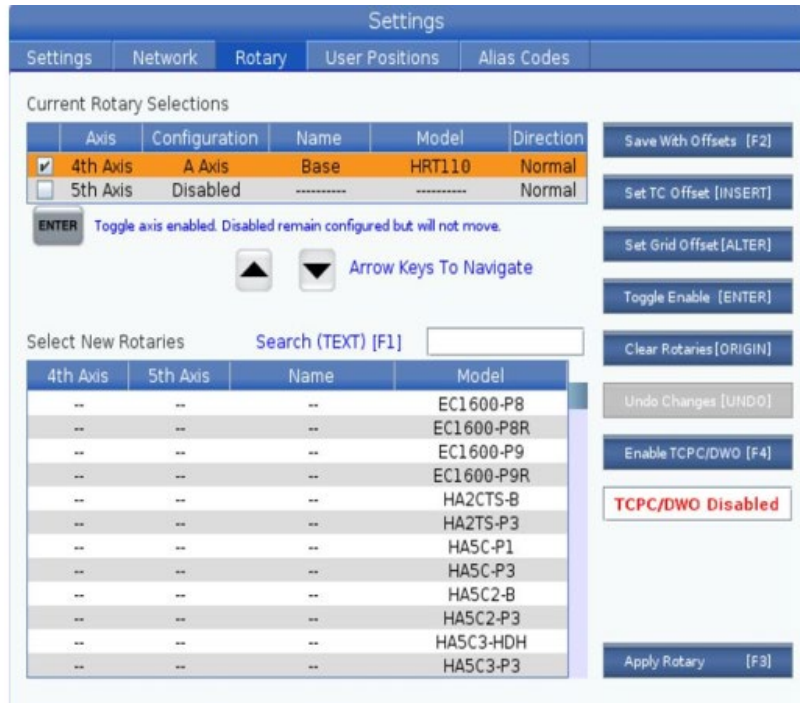 Settings
Settings Network Rotary User Positions Alias Codes
Current Rotary Selections
Axis Configuration Name Model Direction
4th Axis A Axis Base HRT110 Normal
5th Axis Disabled ---------- ---------- Normal
ENTER Toggle axis enabled. Disabled remain configured but will not move.
Arrow Keys To Navigate
Select New Rotaries Search (TEXT) [F1]
4th Axis 5th Axis Name Model
-- -- -- EC1600-P8
-- -- -- EC1600-P8R
-- -- -- EC1600-P9
-- -- -- EC1600-P9R
-- -- -- HA2CTS-B
-- -- -- HA2TS-P3
-- -- -- HA5C-P1
-- -- -- HA5C-P3
-- -- -- HA5C2-B
-- -- -- HA5C2-P3
-- -- -- HA5C3-HDH
-- -- -- HA5C3-P3
Save With Offsets [F2]
Set TC Offset [INSERT]
Set Grid Offset [ALTER]
Toggle Enable [ENTER]
Clear Rotaries [ORIGIN]
Undo Changes [UNDO]
Enable TCPC/DWO [F4]
TCPC/DWO Disabled
Apply Rotary [F3]